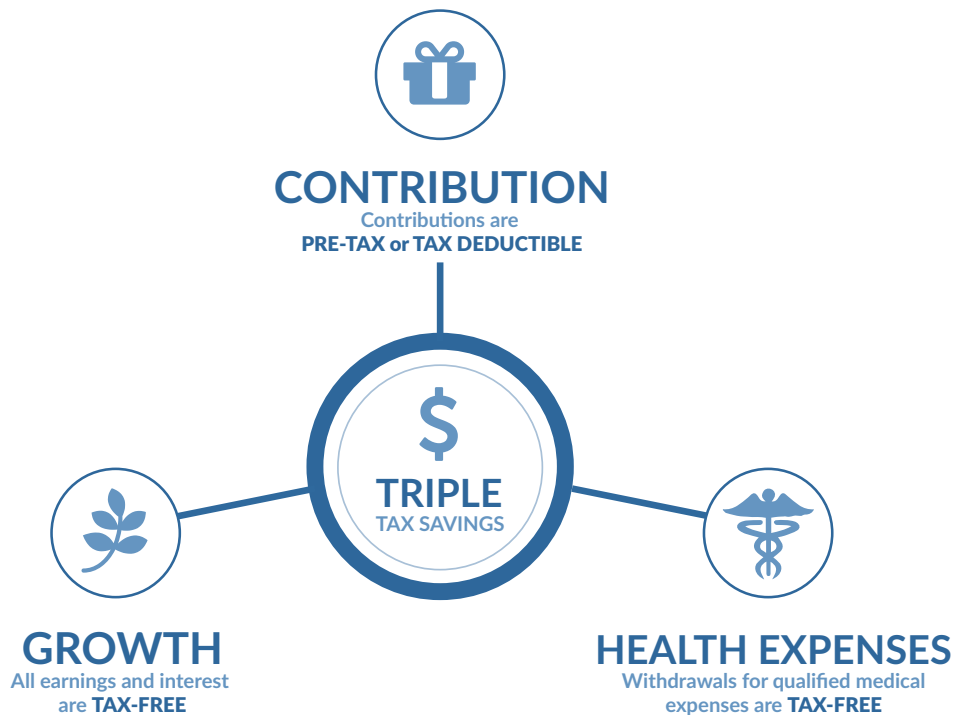 CONTRIBUTION
Contributions are
PRE-TAX or TAX DEDUCTIBLE
$
TRIPLE
TAX SAVINGS
GROWTH
All earnings and interest
are TAX-FREE
HEALTH EXPENSES
Withdrawals for qualified medical
expenses are TAX-FREE